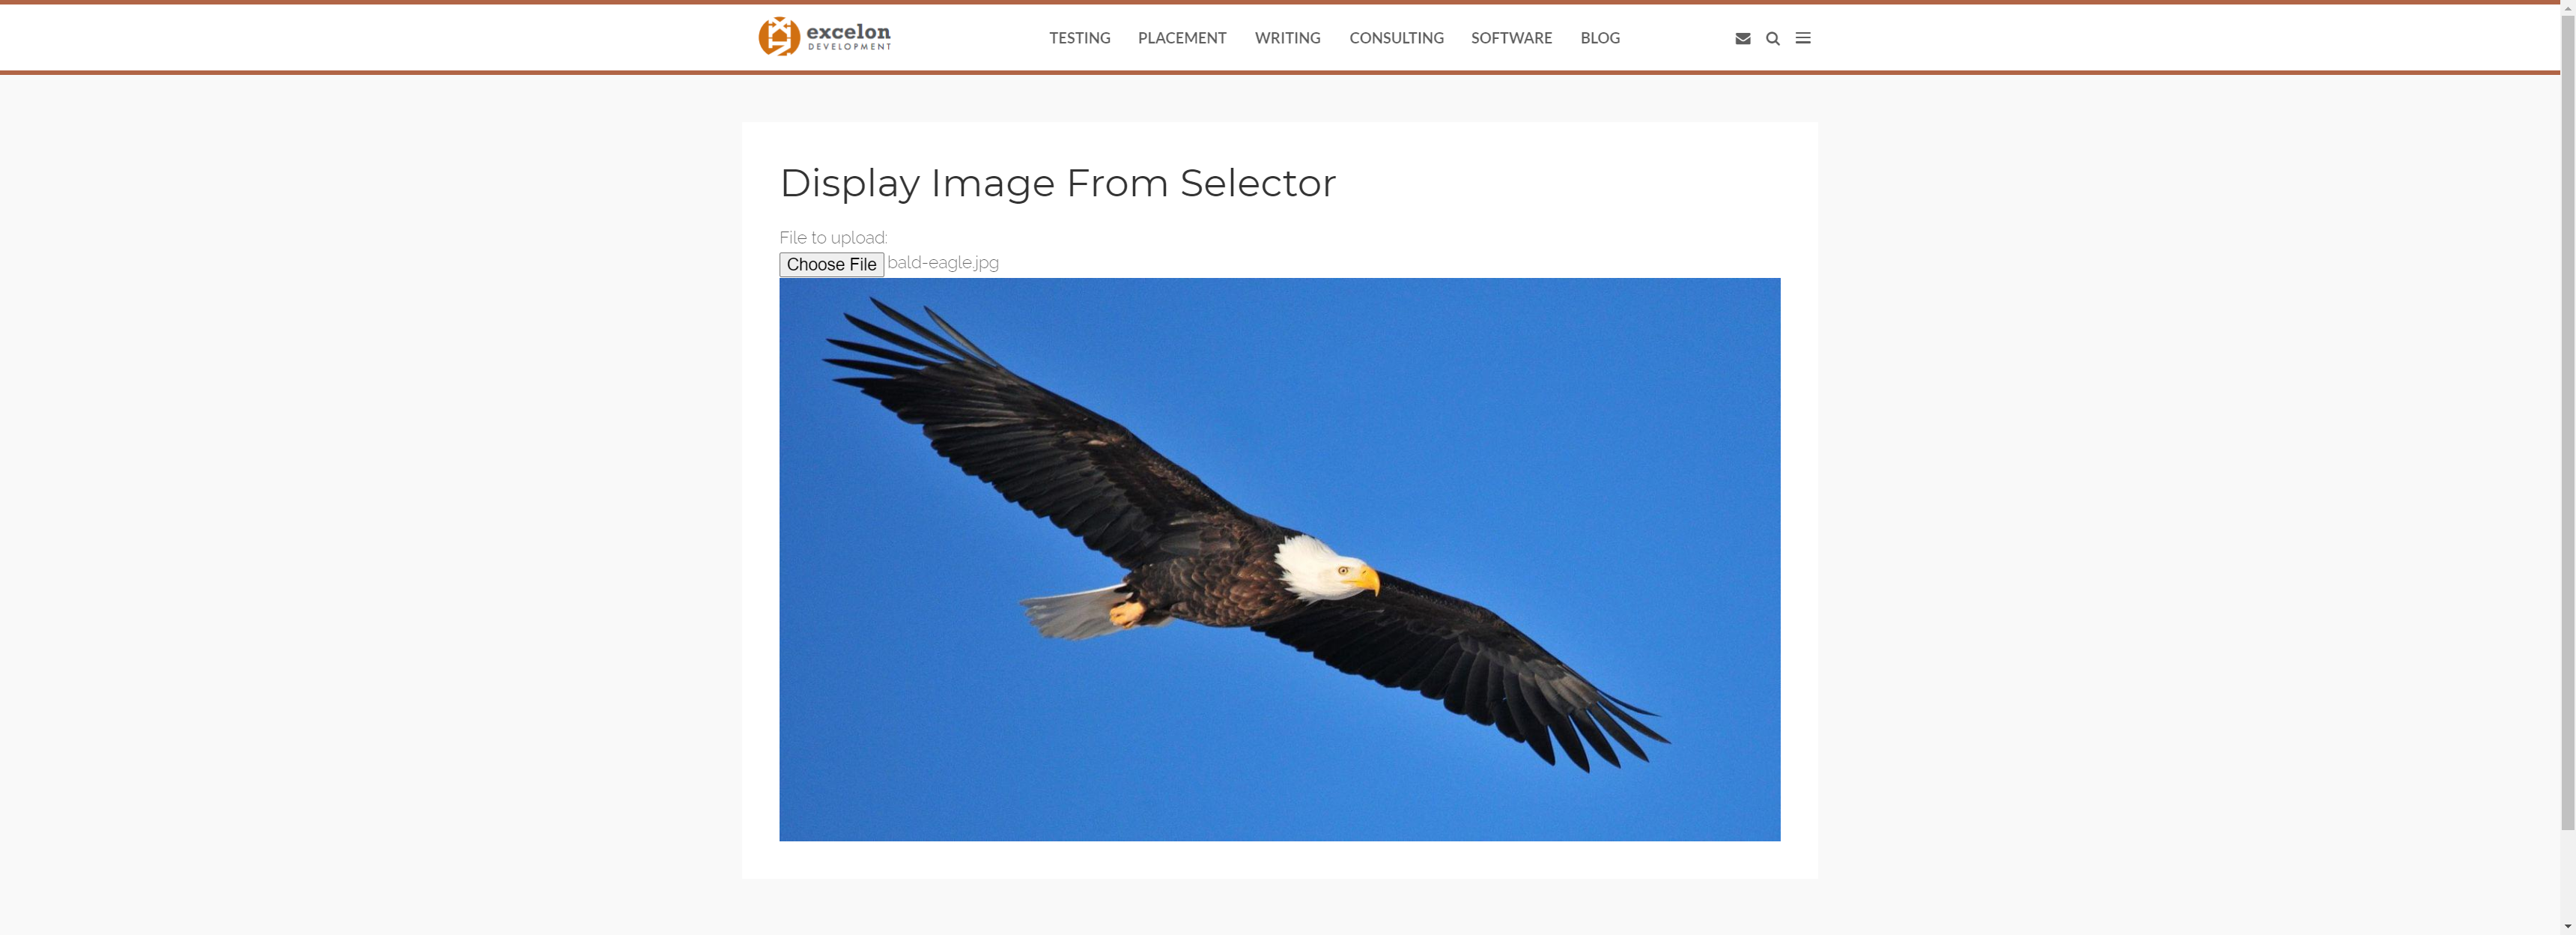 excelon
DEVELOPMENT
TESTING PLACEMENT WRITING CONSULTING SOFTWARE BLOG
Display Image From Selector
File to upload:
Choose File bald-eagle.jpg